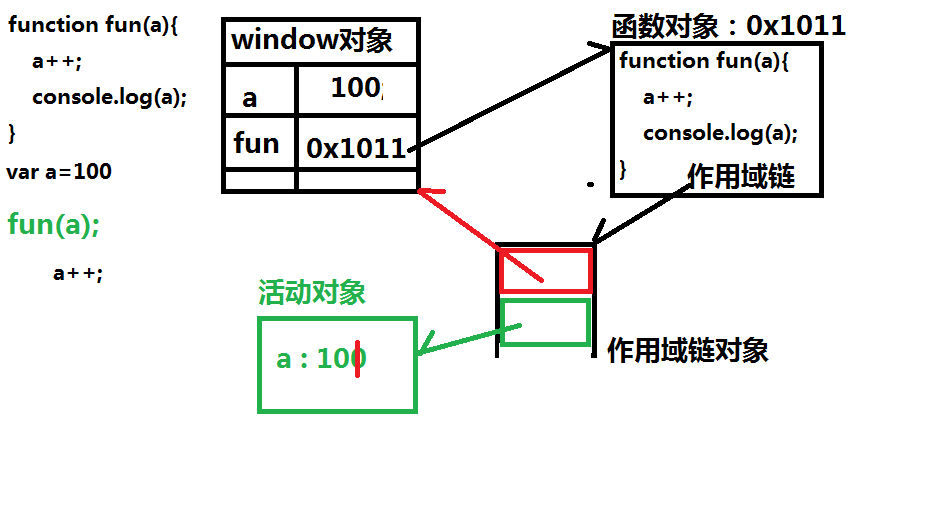 function fun(a){
a++;
console.log(a);
}
var a=100
fun(a);
a++;
window对象
a
100;
fun
0x1011
函数对象：0x1011
function fun(a){
a++;
console.log(a);
}
作用域链
活动对象
a : 100
作用域链对象